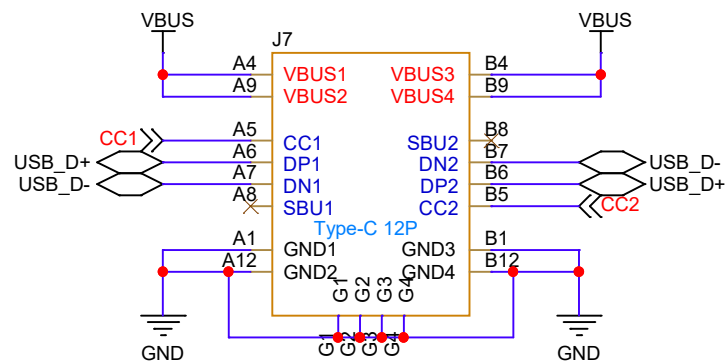 VBUS VBUS
J7
A4 VBUS1 VBUS3 B4
A9 VBUS2 VBUS4 B9
CC1 A5 CC1 SBU2 B8
USB_D+ A6 DP1 DN2 B7 USB_D-
USB_D- A7 DN1 DP2 B6 USB_D+
A8 SBU1 CC2 B5 CC2
Type-C 12P
A1 GND1 GND3 B1
A12 GND2 GND4 B12
G1 G2 G3 G4
G1 G2 G3 G4
GND GND